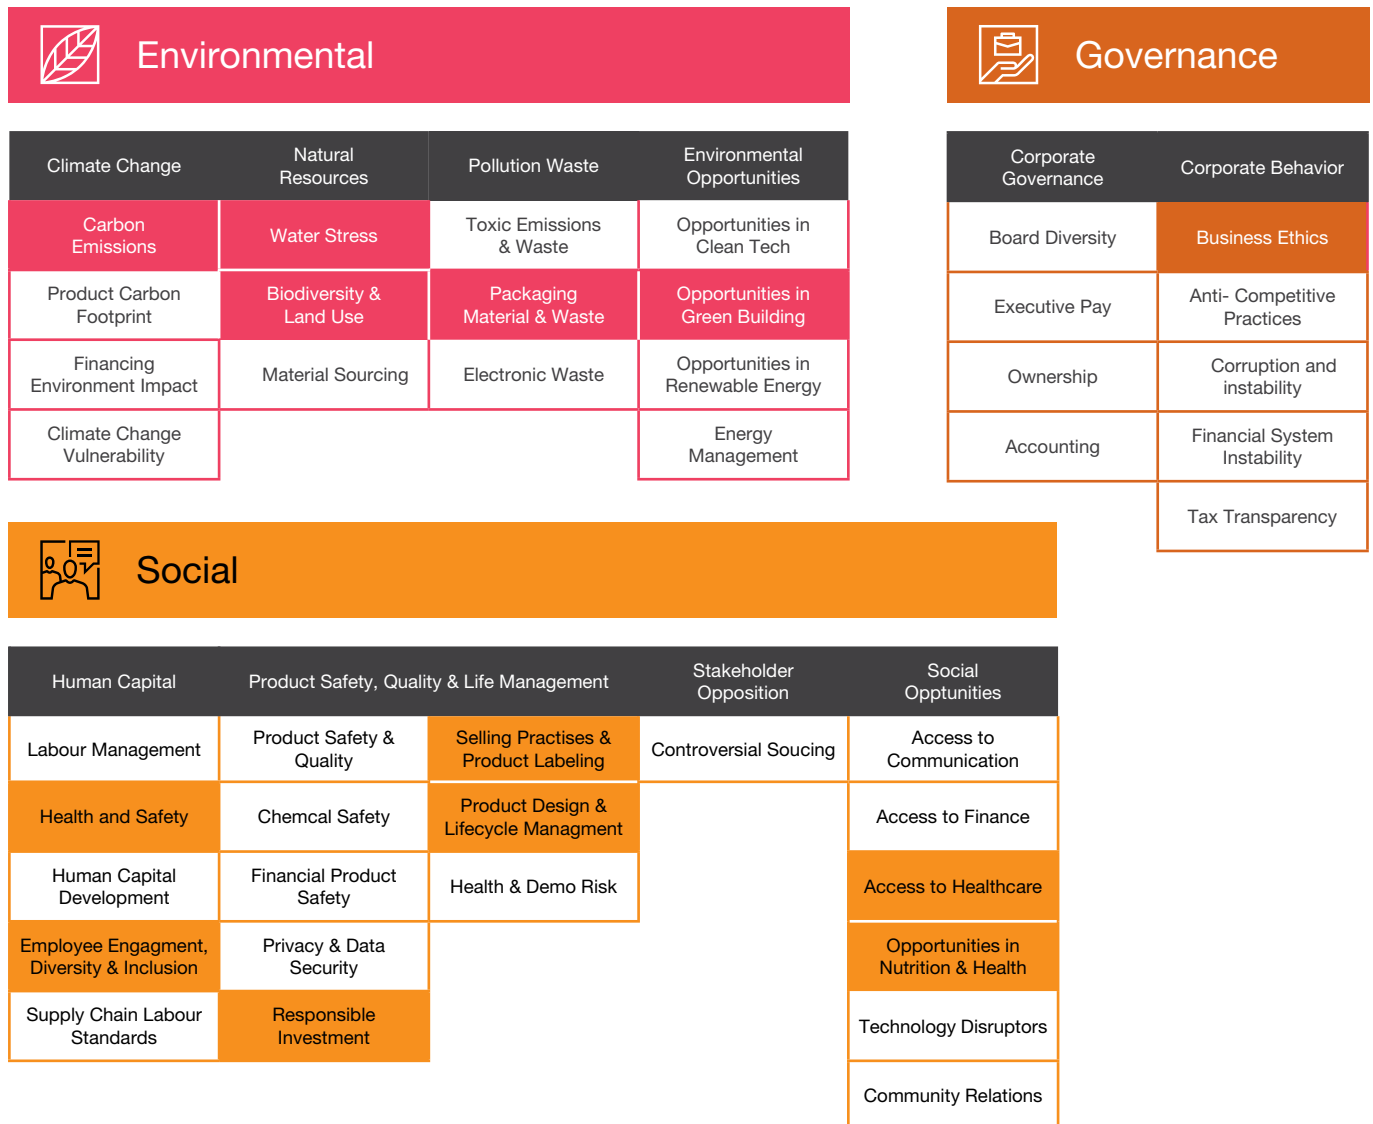 Environmental
Climate Change
Natural
Resources
Pollution Waste
Environmental
Opportunities
Carbon
Emissions
Water Stress
Toxic Emissions
& Waste
Opportunities in
Clean Tech
Product Carbon
Footprint
Biodiversity &
Land Use
Packaging
Material & Waste
Opportunities in
Green Building
Financing
Environment Impact
Material Sourcing
Electronic Waste
Opportunities in
Renewable Energy
Climate Change
Vulnerability
Energy
Management
Governance
Corporate
Governance
Corporate Behavior
Board Diversity
Business Ethics
Executive Pay
Anti- Competitive
Practices
Ownership
Corruption and
instability
Accounting
Financial System
Instability
Tax Transparency
Social
Human Capital
Product Safety, Quality & Life Management
Stakeholder
Opposition
Social
Opptunities
Labour Management
Product Safety &
Quality
Selling Practises &
Product Labeling
Controversial Soucing
Access to
Communication
Health and Safety
Chemcal Safety
Product Design &
Lifecycle Managment
Access to Finance
Human Capital
Development
Financial Product
Safety
Health & Demo Risk
Access to Healthcare
Employee Engagment,
Diversity & Inclusion
Privacy & Data
Security
Opportunities in
Nutrition & Health
Supply Chain Labour
Standards
Responsible
Investment
Technology Disruptors
Community Relations